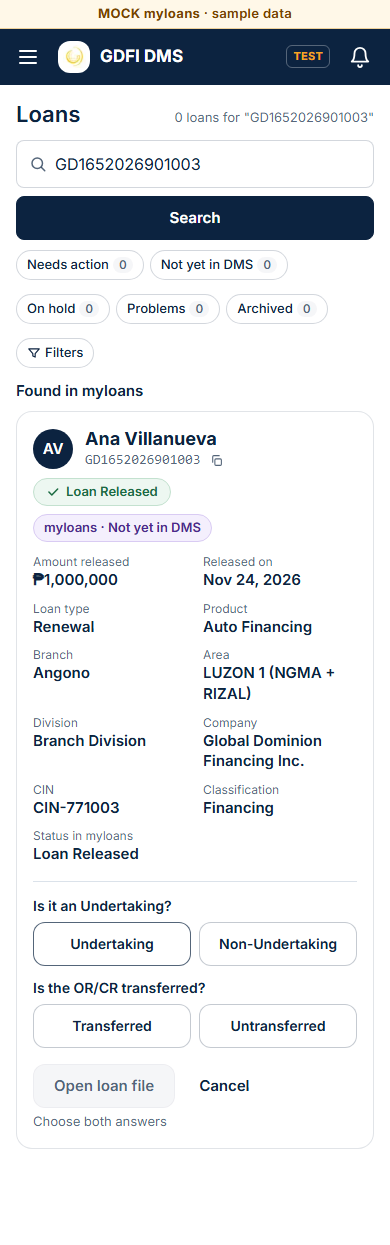 MOCK myloans · sample data
GDFI DMS
TEST
Loans
0 loans for "GD1652026901003"
GD1652026901003
Search
Needs action 0
Not yet in DMS 0
On hold 0
Problems 0
Archived 0
Filters
Found in myloans
AV
Ana Villanueva
GD1652026901003
Loan Released
myloans · Not yet in DMS
Amount released
₱1,000,000
Released on
Nov 24, 2026
Loan type
Renewal
Product
Auto Financing
Branch
Angono
Area
LUZON 1 (NGMA +
RIZAL)
Division
Branch Division
Company
Global Dominion
Financing Inc.
CIN
CIN-771003
Classification
Financing
Status in myloans
Loan Released
Is it an Undertaking?
Undertaking
Non-Undertaking
Is the OR/CR transferred?
Transferred
Untransferred
Open loan file
Cancel
Choose both answers